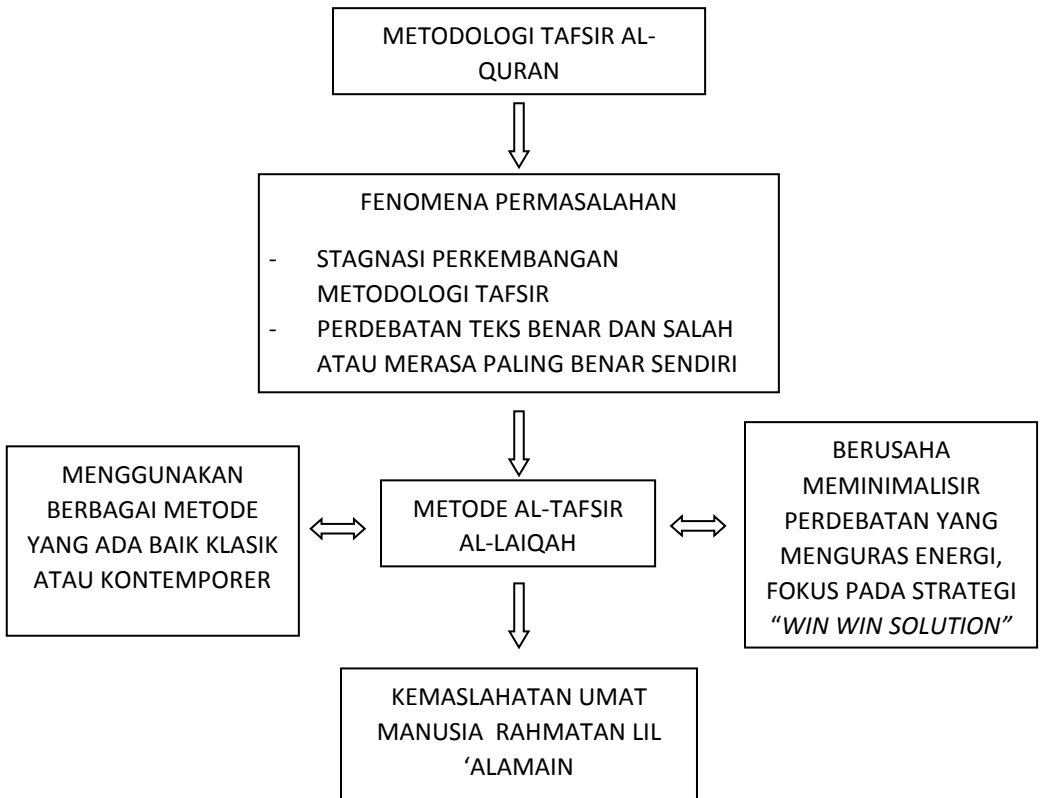 METODOLOGI TAFSIR AL-
QURAN
FENOMENA PERMASALAHAN
- STAGNASI PERKEMBANGAN
METODOLOGI TAFSIR
- PERDEBATAN TEKS BENAR DAN SALAH
ATAU MERASA PALING BENAR SENDIRI
MENGGUNAKAN
BERBAGAI METODE
YANG ADA BAIK KLASIK
ATAU KONTEMPORER
METODE AL-TAFSIR
AL-LAIQAH
BERUSAHA
MEMINIMALISIR
PERDEBATAN YANG
MENGURAS ENERGI,
FOKUS PADA STRATEGI
“WIN WIN SOLUTION”
KEMASLAHATAN UMAT
MANUSIA RAHMATAN LIL
‘ALAMAIN